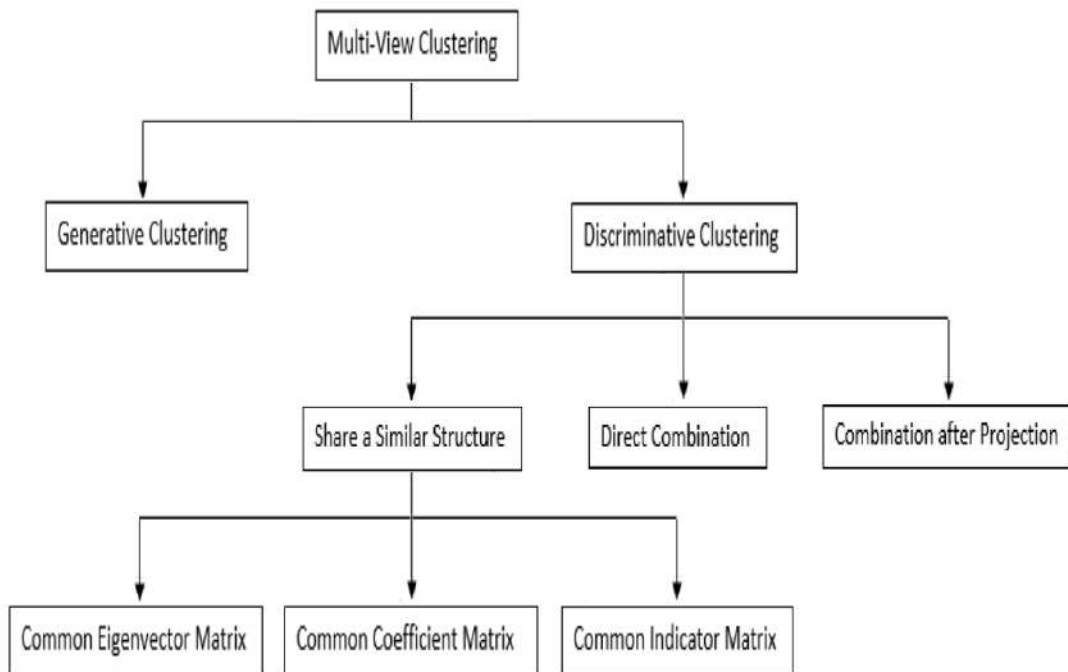 Multi-View Clustering
Generative Clustering
Discriminative Clustering
Share a Similar Structure
Direct Combination
Combination after Projection
Common Eigenvector Matrix
Common Coefficient Matrix
Common Indicator Matrix